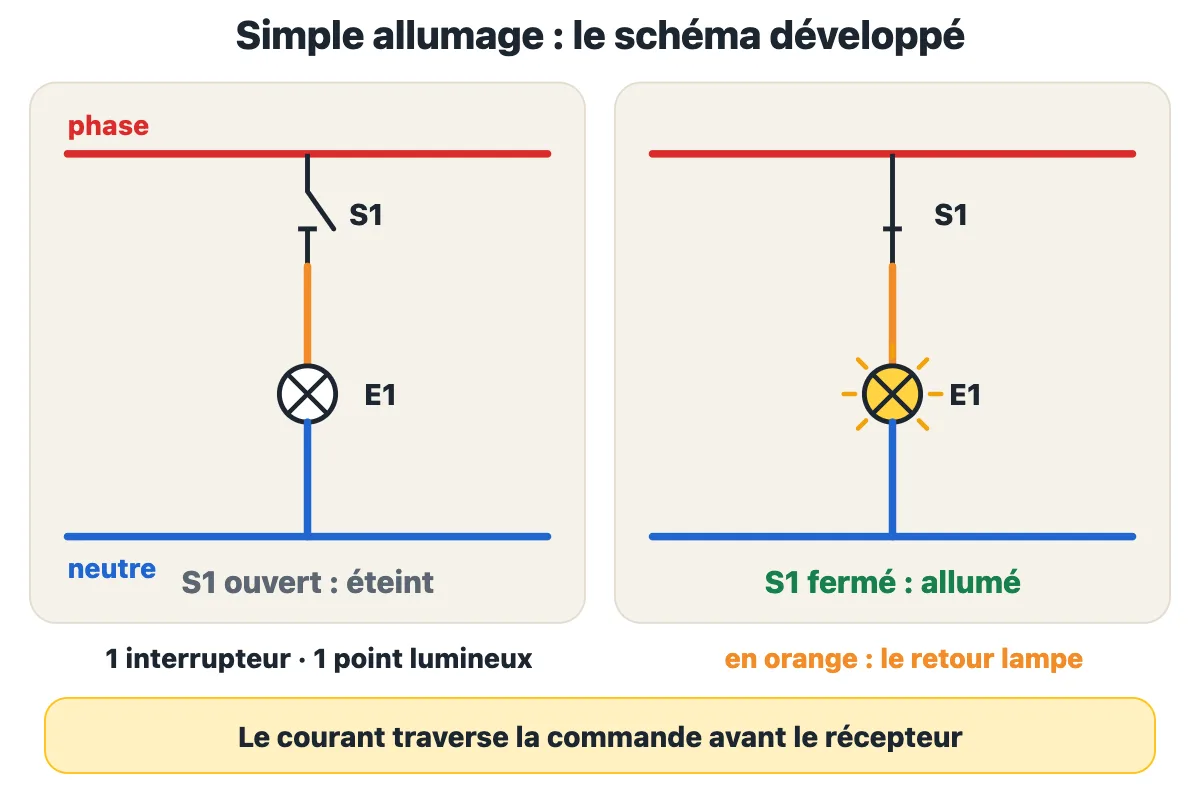 Simple allumage : le schéma développé
phase
S1
E1
neutre
S1 ouvert : éteint
S1
E1
S1 fermé : allumé
1 interrupteur · 1 point lumineux
en orange : le retour lampe
Le courant traverse la commande avant le récepteur